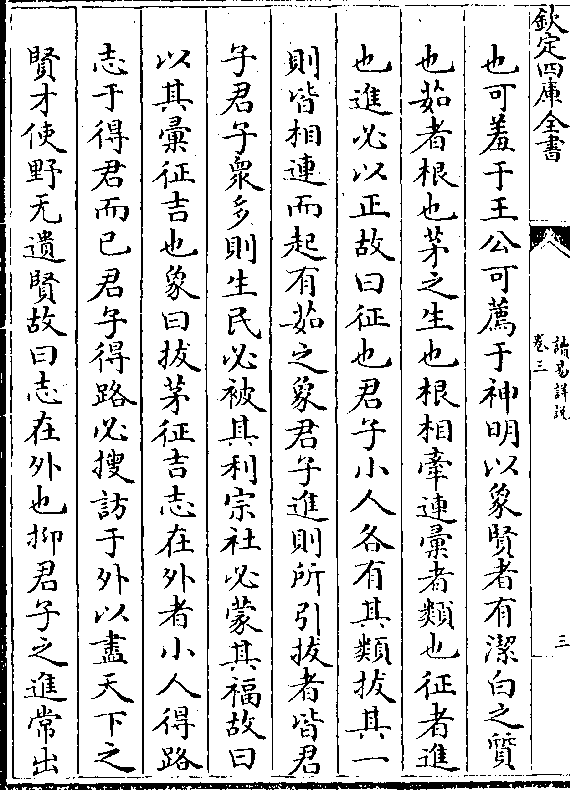 欽定四庫全書
讀易詳說
卷三
三
也可羞于王公可薦于神明以象賢者有潔白之質
也茹者根也茅之生也根相牽連彙者類也征者進
也進必以正故曰征也君子小人各有其類拔其一
則皆相連而起有茹之象君子進則所引拔者皆君
子君子衆多則生民必被其利宗社必蒙其福故曰
以其彙征吉也象曰拔茅征吉志在外者小人得路
志于得君而已君子得路必搜訪于外以盡天下之
賢才使野无遺賢故曰志在外也抑君子之進常出